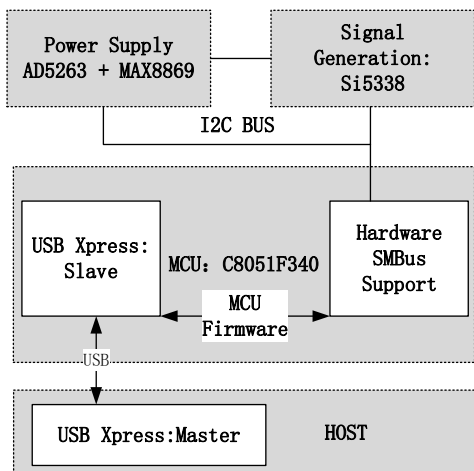 Power Supply
AD5263 + MAX8869
Signal
Generation:
Si5338
I2C BUS
USB Xpress:
Slave
MCU: C8051F340
Hardware
SMBus
Support
MCU
Firmware
USB
USB Xpress:Master
HOST